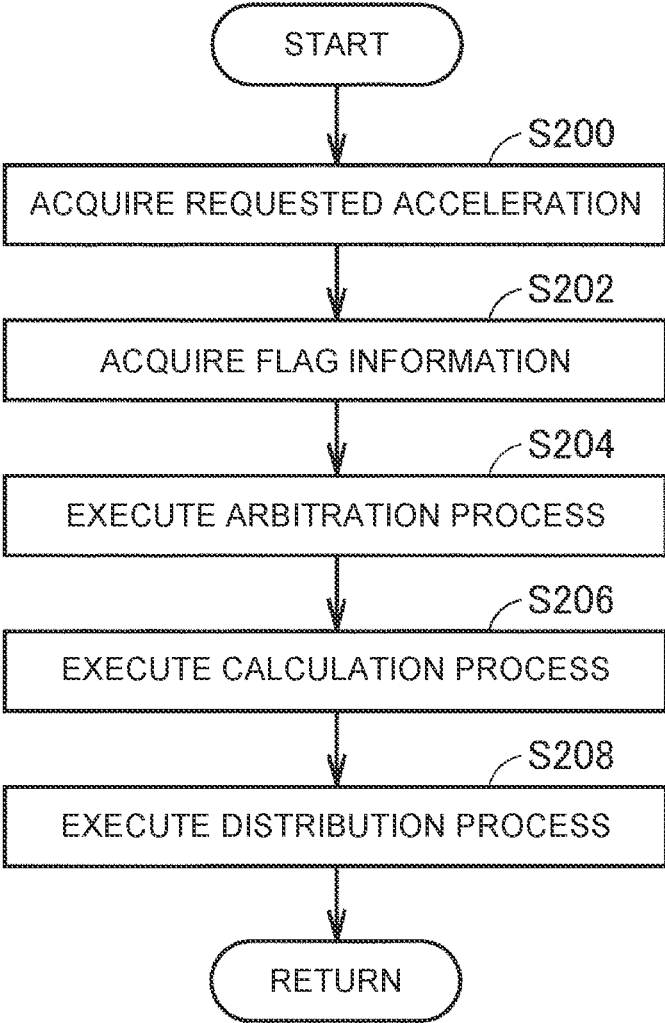 START
S200
ACQUIRE REQUESTED ACCELERATION
S202
ACQUIRE FLAG INFORMATION
S204
EXECUTE ARBITRATION PROCESS
S206
EXECUTE CALCULATION PROCESS
S208
EXECUTE DISTRIBUTION PROCESS
RETURN